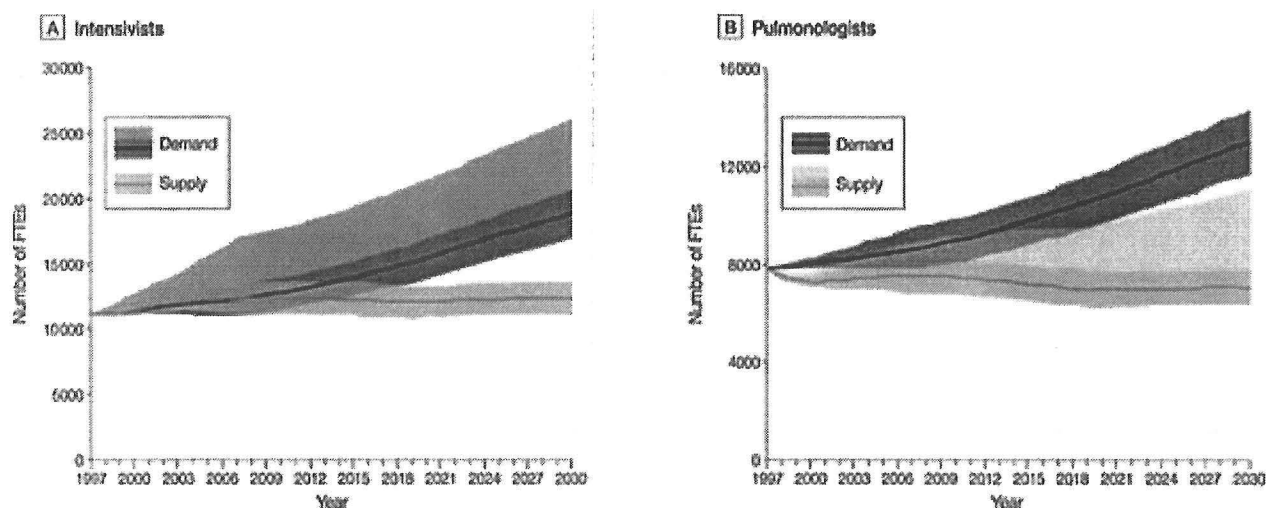 A Intensivists
30000
25000
20000
15000
10000
5000
0
Demand
Supply
Number of FTEs
1997 2000 2003 2006 2009 2012 2015 2018 2021 2024 2027 2030
Year
B Pulmonologists
16000
12000
8000
4000
0
Demand
Supply
Number of FTEs
1997 2000 2003 2006 2009 2012 2015 2018 2021 2024 2027 2030
Year